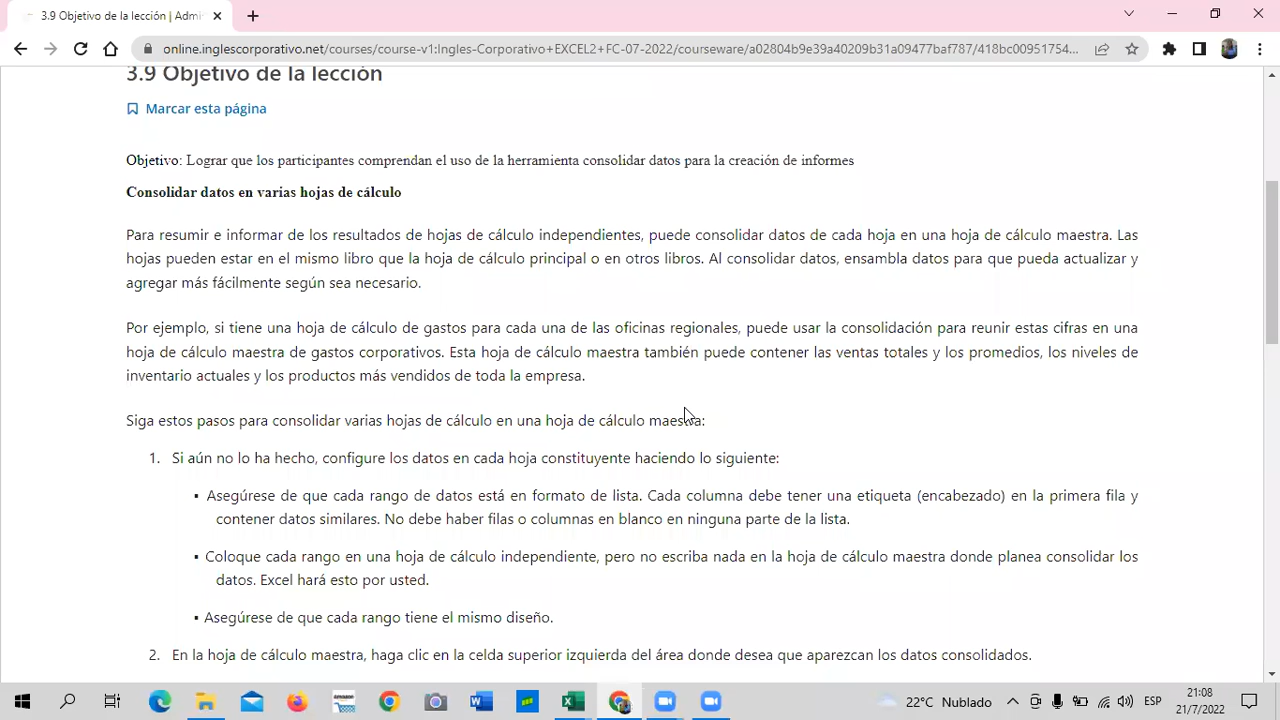 3.9 Objetivo de la lección | Admi
online.inglescorporativo.net/courses/course-v1:Ingles-Corporativo+EXCEL2+FC-07-2022/courseware/a02804b9e39a40209b31a09477baf787/418bc00951754...
3.9 Objetivo de la lección
Marcar esta página
Objetivo: Lograr que los participantes comprendan el uso de la herramienta consolidar datos para la creación de informes
Consolidar datos en varias hojas de cálculo
Para resumir e informar de los resultados de hojas de cálculo independientes, puede consolidar datos de cada hoja en una hoja de cálculo maestra. Las
hojas pueden estar en el mismo libro que la hoja de cálculo principal o en otros libros. Al consolidar datos, ensambla datos para que pueda actualizar y
agregar más fácilmente según sea necesario.
Por ejemplo, si tiene una hoja de cálculo de gastos para cada una de las oficinas regionales, puede usar la consolidación para reunir estas cifras en una
hoja de cálculo maestra de gastos corporativos. Esta hoja de cálculo maestra también puede contener las ventas totales y los promedios, los niveles de
inventario actuales y los productos más vendidos de toda la empresa.
Siga estos pasos para consolidar varias hojas de cálculo en una hoja de cálculo maestra:
1. Si aún no lo ha hecho, configure los datos en cada hoja constituyente haciendo lo siguiente:
▪ Asegúrese de que cada rango de datos está en formato de lista. Cada columna debe tener una etiqueta (encabezado) en la primera fila y
contener datos similares. No debe haber filas o columnas en blanco en ninguna parte de la lista.
▪ Coloque cada rango en una hoja de cálculo independiente, pero no escriba nada en la hoja de cálculo maestra donde planea consolidar los
datos. Excel hará esto por usted.
▪ Asegúrese de que cada rango tiene el mismo diseño.
2. En la hoja de cálculo maestra, haga clic en la celda superior izquierda del área donde desea que aparezcan los datos consolidados.
22°C Nublado
ESP
21:08
21/7/2022